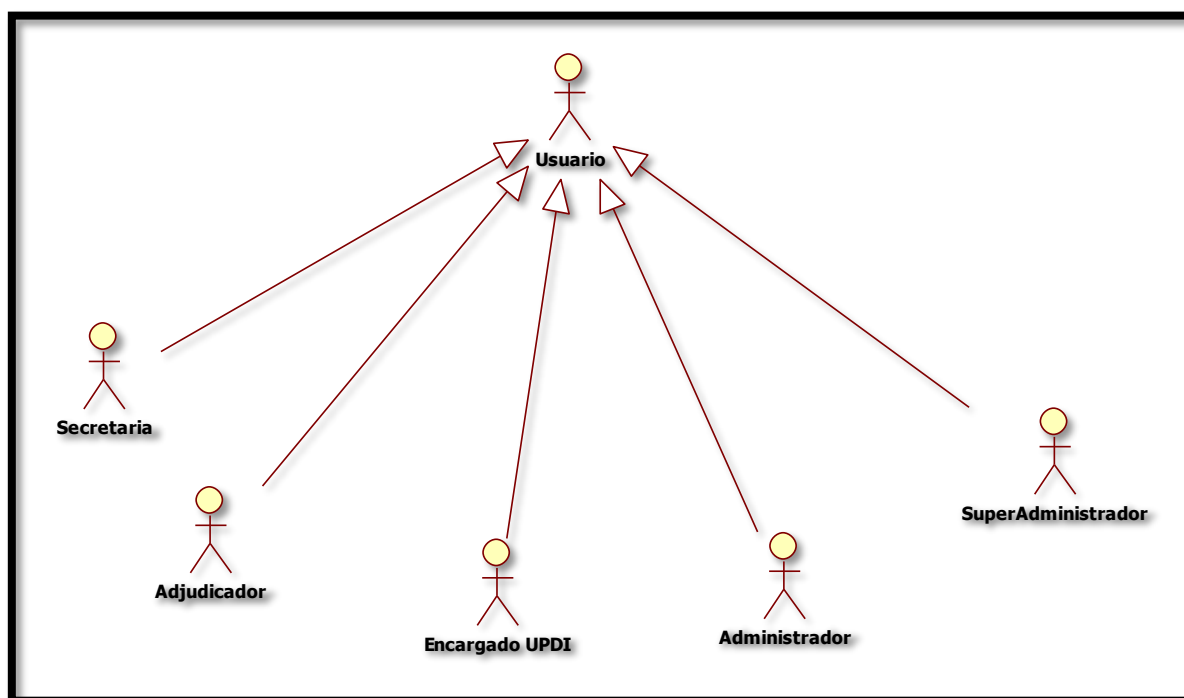 Usuario
Secretaria
SuperAdministrador
Adjudicador
Encargado UPDI
Administrador